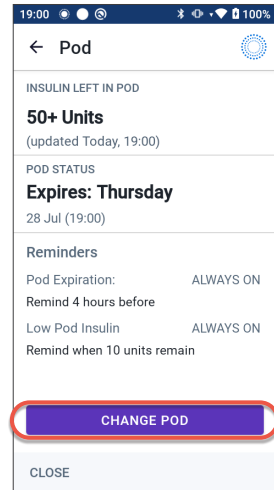 19:00 100%
← Pod
INSULIN LEFT IN POD
50+ Units
(updated Today, 19:00)
POD STATUS
Expires: Thursday
28 Jul (19:00)
Reminders
Pod Expiration: ALWAYS ON
Remind 4 hours before
Low Pod Insulin ALWAYS ON
Remind when 10 units remain
CHANGE POD
CLOSE